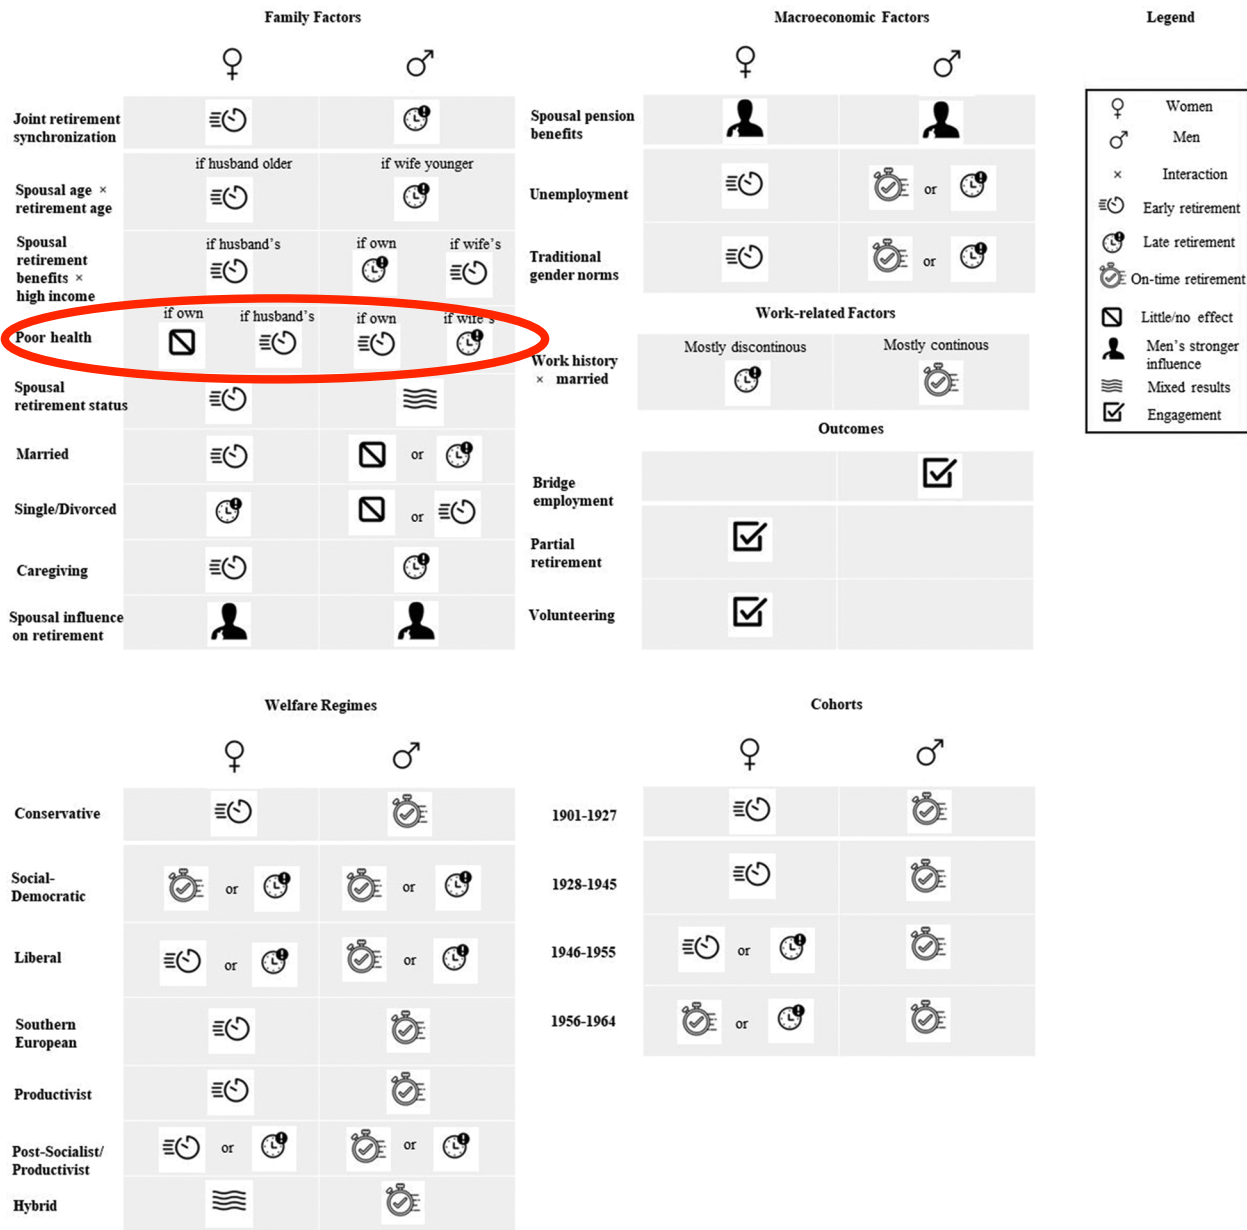 Family Factors
Macroeconomic Factors
Legend
Joint retirement
synchronization
if husband older
if wife younger
Spousal age ×
retirement age
Spousal
retirement
benefits ×
high income
if husband's
if own
if wife's
Poor health
if own
if husband's
if own
if wife's
Spousal
retirement status
Married
or
Single/Divorced
or
Caregiving
Spousal influence
on retirement
Spousal pension
benefits
Unemployment
or
Traditional
gender norms
or
Work-related Factors
Mostly discontinous
Mostly continous
Work history
× married
Outcomes
Bridge
employment
Partial
retirement
Volunteering
Women
Men
× Interaction
Early retirement
Late retirement
On-time retirement
Little/no effect
Men's stronger
influence
Mixed results
Engagement
Welfare Regimes
Conservative
Social-
Democratic
or
or
Liberal
or
or
Southern
European
Productivist
Post-Socialist/
Productivist
or
or
Hybrid
Cohorts
1901-1927
1928-1945
1946-1955
or
1956-1964
or